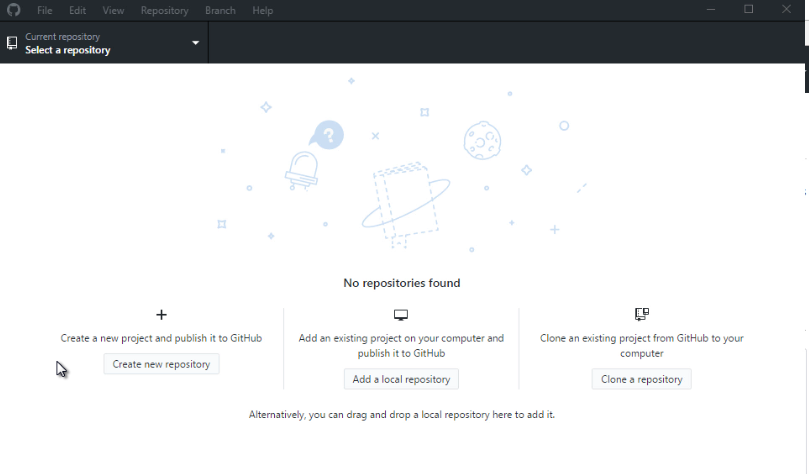 File Edit View Repository Branch Help
Current repository
Select a repository
?
No repositories found
Create a new project and publish it to GitHub
Create new repository
Add an existing project on your computer and
publish it to GitHub
Add a local repository
Clone an existing project from GitHub to your
computer
Clone a repository
Alternatively, you can drag and drop a local repository here to add it.